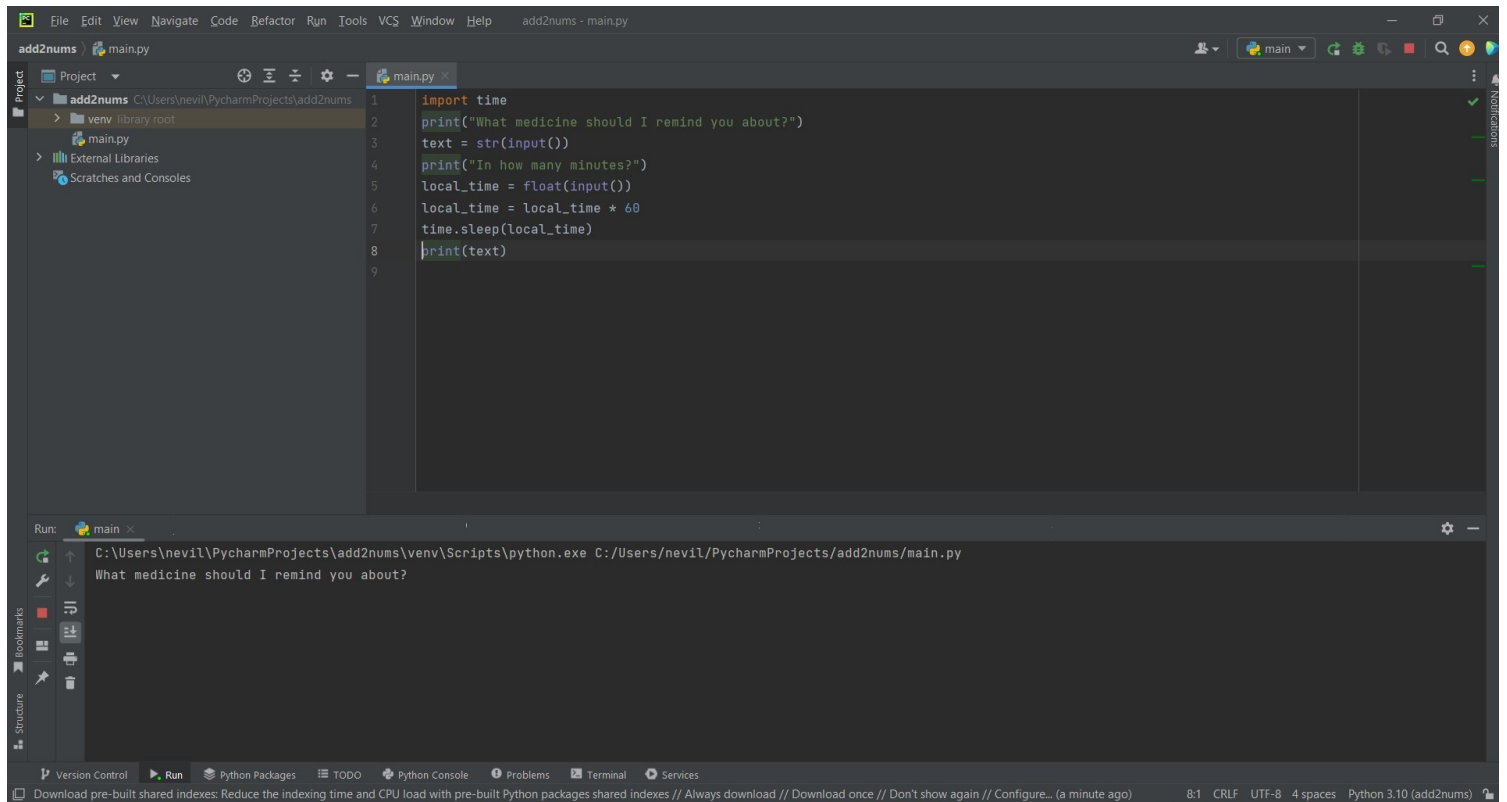 File Edit View Navigate Code Refactor Run Tools VCS Window Help add2nums - main.py
add2nums main.py main
Project main.py
Project
add2nums C:\Users\nevil\PycharmProjects\add2nums
venv library root
main.py
External Libraries
Scratches and Consoles
1 import time
2 print("What medicine should I remind you about?")
3 text = str(input())
4 print("In how many minutes?")
5 local_time = float(input())
6 local_time = local_time * 60
7 time.sleep(local_time)
8 print(text)
9
Notifications
Run: main
C:\Users\nevil\PycharmProjects\add2nums\venv\Scripts\python.exe C:/Users/nevil/PycharmProjects/add2nums/main.py
What medicine should I remind you about?
Bookmarks
Structure
Version Control Run Python Packages TODO Python Console Problems Terminal Services
Download pre-built shared indexes: Reduce the indexing time and CPU load with pre-built Python packages shared indexes // Always download // Download once // Don't show again // Configure... (a minute ago) 8:1 CRLF UTF-8 4 spaces Python 3.10 (add2nums)